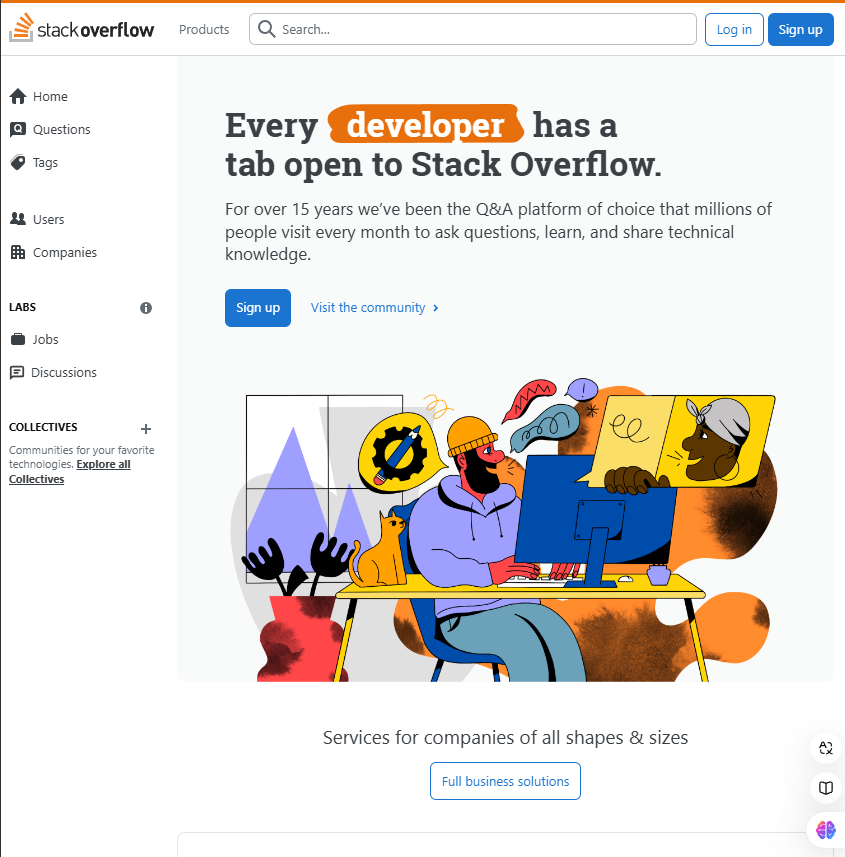 stackoverflow
Products
Search...
Log in
Sign up
Home
Questions
Tags
Users
Companies
LABS
Jobs
Discussions
COLLECTIVES
Communities for your favorite
technologies. Explore all
Collectives
Every developer has a
tab open to Stack Overflow.
For over 15 years we’ve been the Q&A platform of choice that millions of
people visit every month to ask questions, learn, and share technical
knowledge.
Sign up
Visit the community
Services for companies of all shapes & sizes
Full business solutions